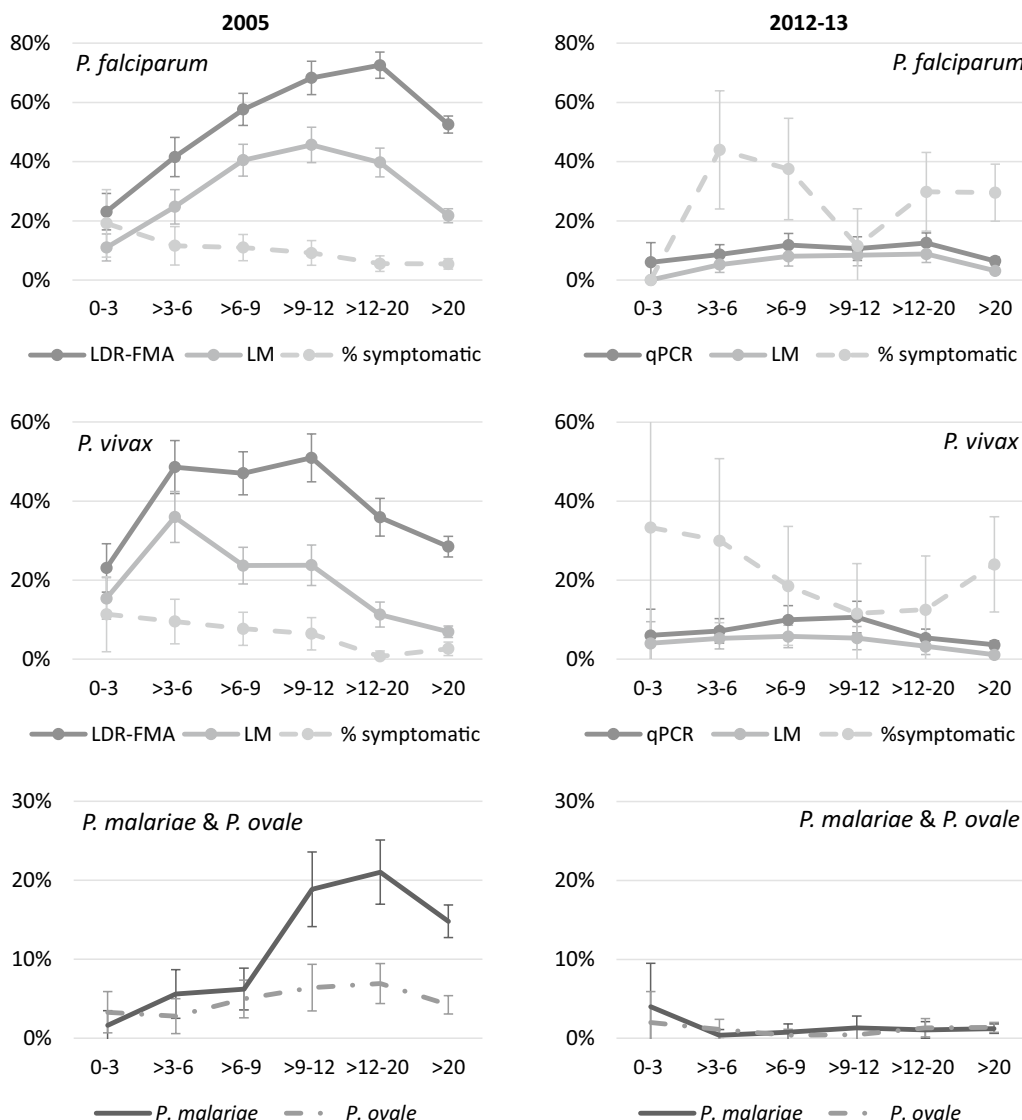 2005
2012-13
80%
60%
40%
20%
0%
P. falciparum
0-3 >3-6 >6-9 >9-12 >12-20 >20
LDR-FMA LM % symptomatic
80%
60%
40%
20%
0%
P. falciparum
0-3 >3-6 >6-9 >9-12 >12-20 >20
qPCR LM % symptomatic
60%
40%
20%
0%
P. vivax
0-3 >3-6 >6-9 >9-12 >12-20 >20
LDR-FMA LM % symptomatic
60%
40%
20%
0%
P. vivax
0-3 >3-6 >6-9 >9-12 >12-20 >20
qPCR LM %symptomatic
30%
20%
10%
0%
P. malariae & P. ovale
0-3 >3-6 >6-9 >9-12 >12-20 >20
P. malariae P. ovale
30%
20%
10%
0%
P. malariae & P. ovale
0-3 >3-6 >6-9 >9-12 >12-20 >20
P. malariae P. ovale